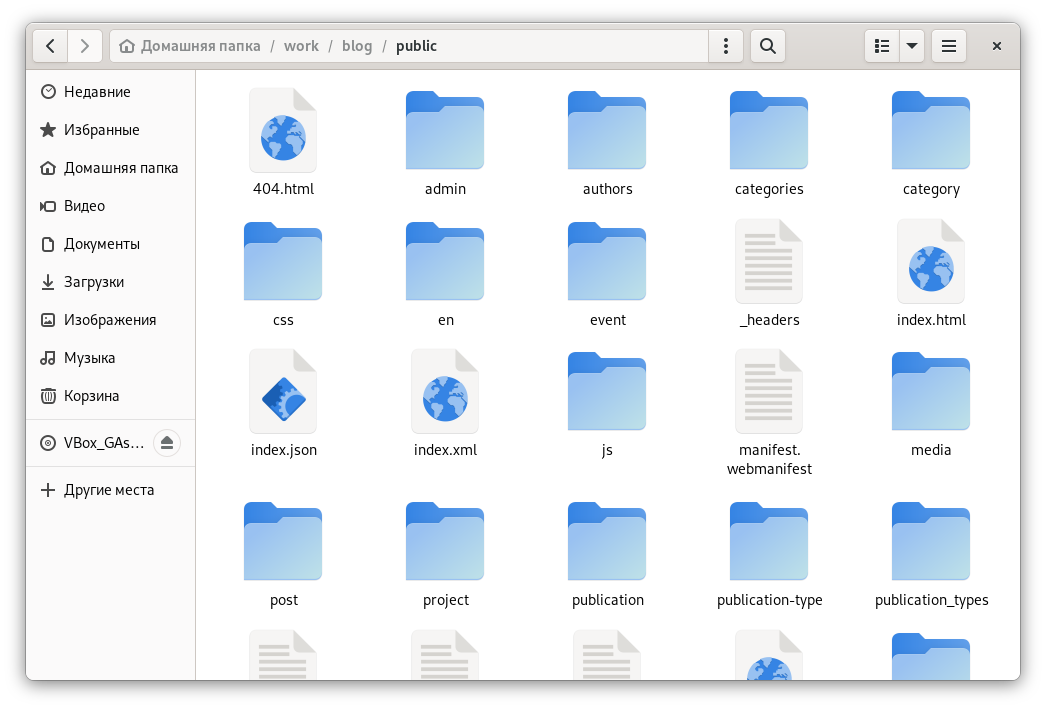 Домашняя папка / work / blog / public
Недавние
Избранные
Домашняя папка
Видео
Документы
Загрузки
Изображения
Музыка
Корзина
VBox_GAs...
Другие места
404.html
admin
authors
categories
category
css
en
event
_headers
index.html
index.json
index.xml
js
manifest.
webmanifest
media
post
project
publication
publication-type
publication_types